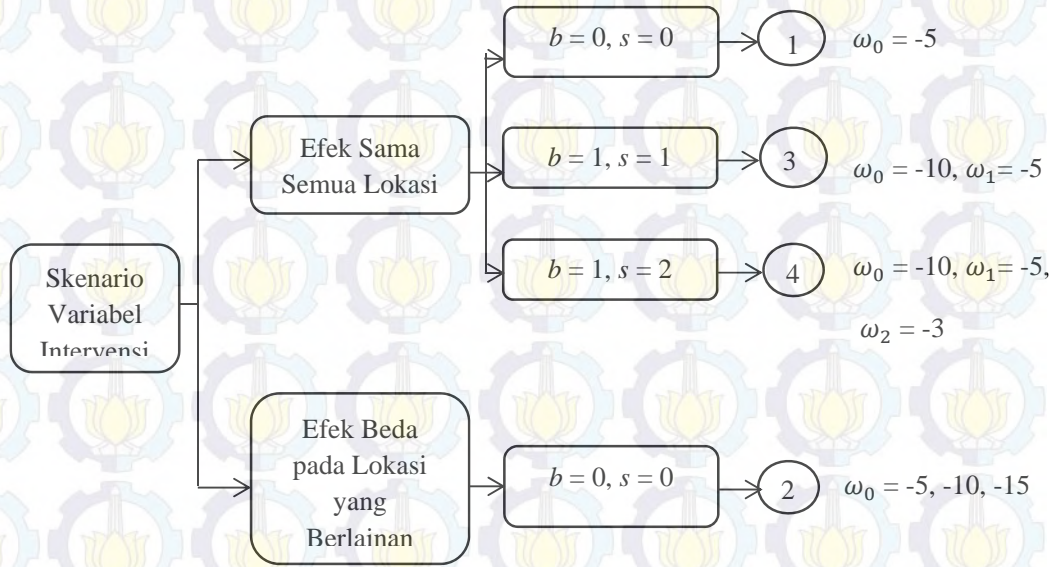 Skenario
Variabel
Intervensi
Efek Sama
Semua Lokasi
b = 0, s = 0
1
ω₀ = -5
b = 1, s = 1
3
ω₀ = -10, ω₁= -5
b = 1, s = 2
4
ω₀ = -10, ω₁= -5,
ω₂ = -3
Efek Beda
pada Lokasi
yang
Berlainan
b = 0, s = 0
2
ω₀ = -5, -10, -15